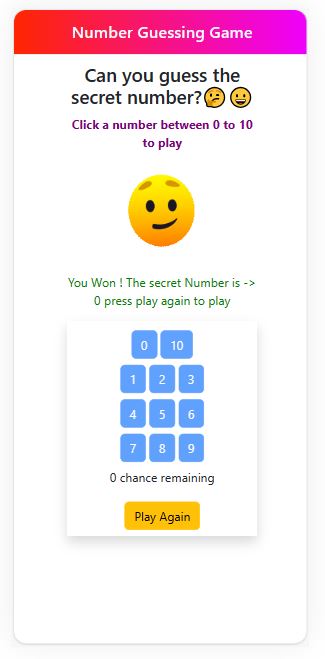 Number Guessing Game
Can you guess the
secret number?🤔😀
Click a number between 0 to 10
to play
You Won ! The secret Number is ->
0 press play again to play
0 10
1 2 3
4 5 6
7 8 9
0 chance remaining
Play Again